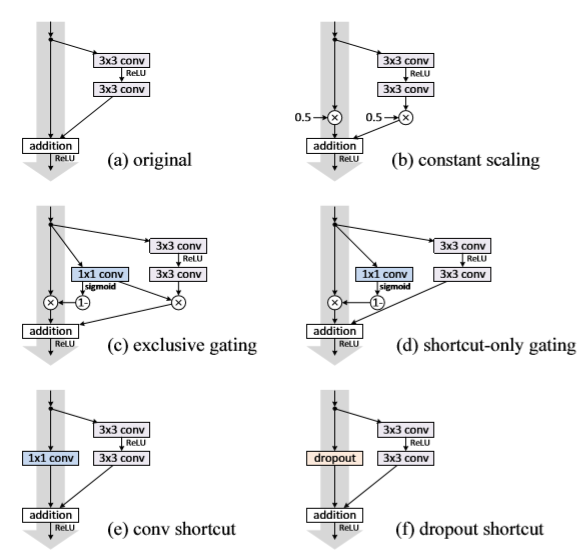 3x3 conv
ReLU
3x3 conv
addition
ReLU
(a) original
3x3 conv
ReLU
3x3 conv
0.5
×
0.5
×
addition
ReLU
(b) constant scaling
3x3 conv
ReLU
1x1 conv
3x3 conv
sigmoid
×
1-
×
addition
ReLU
(c) exclusive gating
3x3 conv
ReLU
1x1 conv
3x3 conv
sigmoid
×
1-
addition
ReLU
(d) shortcut-only gating
3x3 conv
ReLU
1x1 conv
3x3 conv
addition
ReLU
(e) conv shortcut
3x3 conv
ReLU
dropout
3x3 conv
addition
ReLU
(f) dropout shortcut